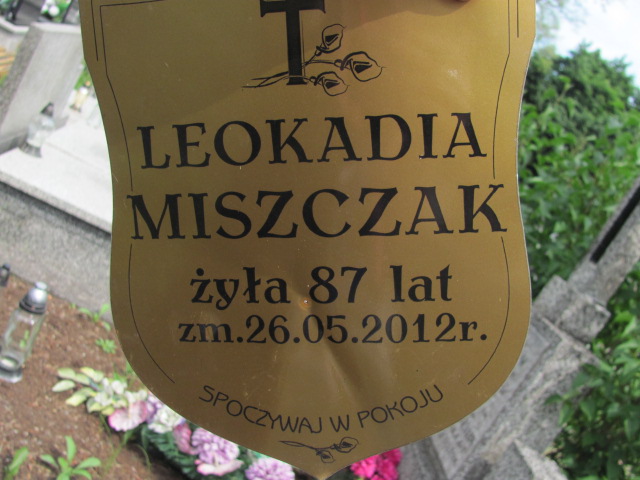 LEOKADIA
MISZCZAK
żyła 87 lat
zm.26.05.2012r.
SPOCZYWAJ W POKOJU